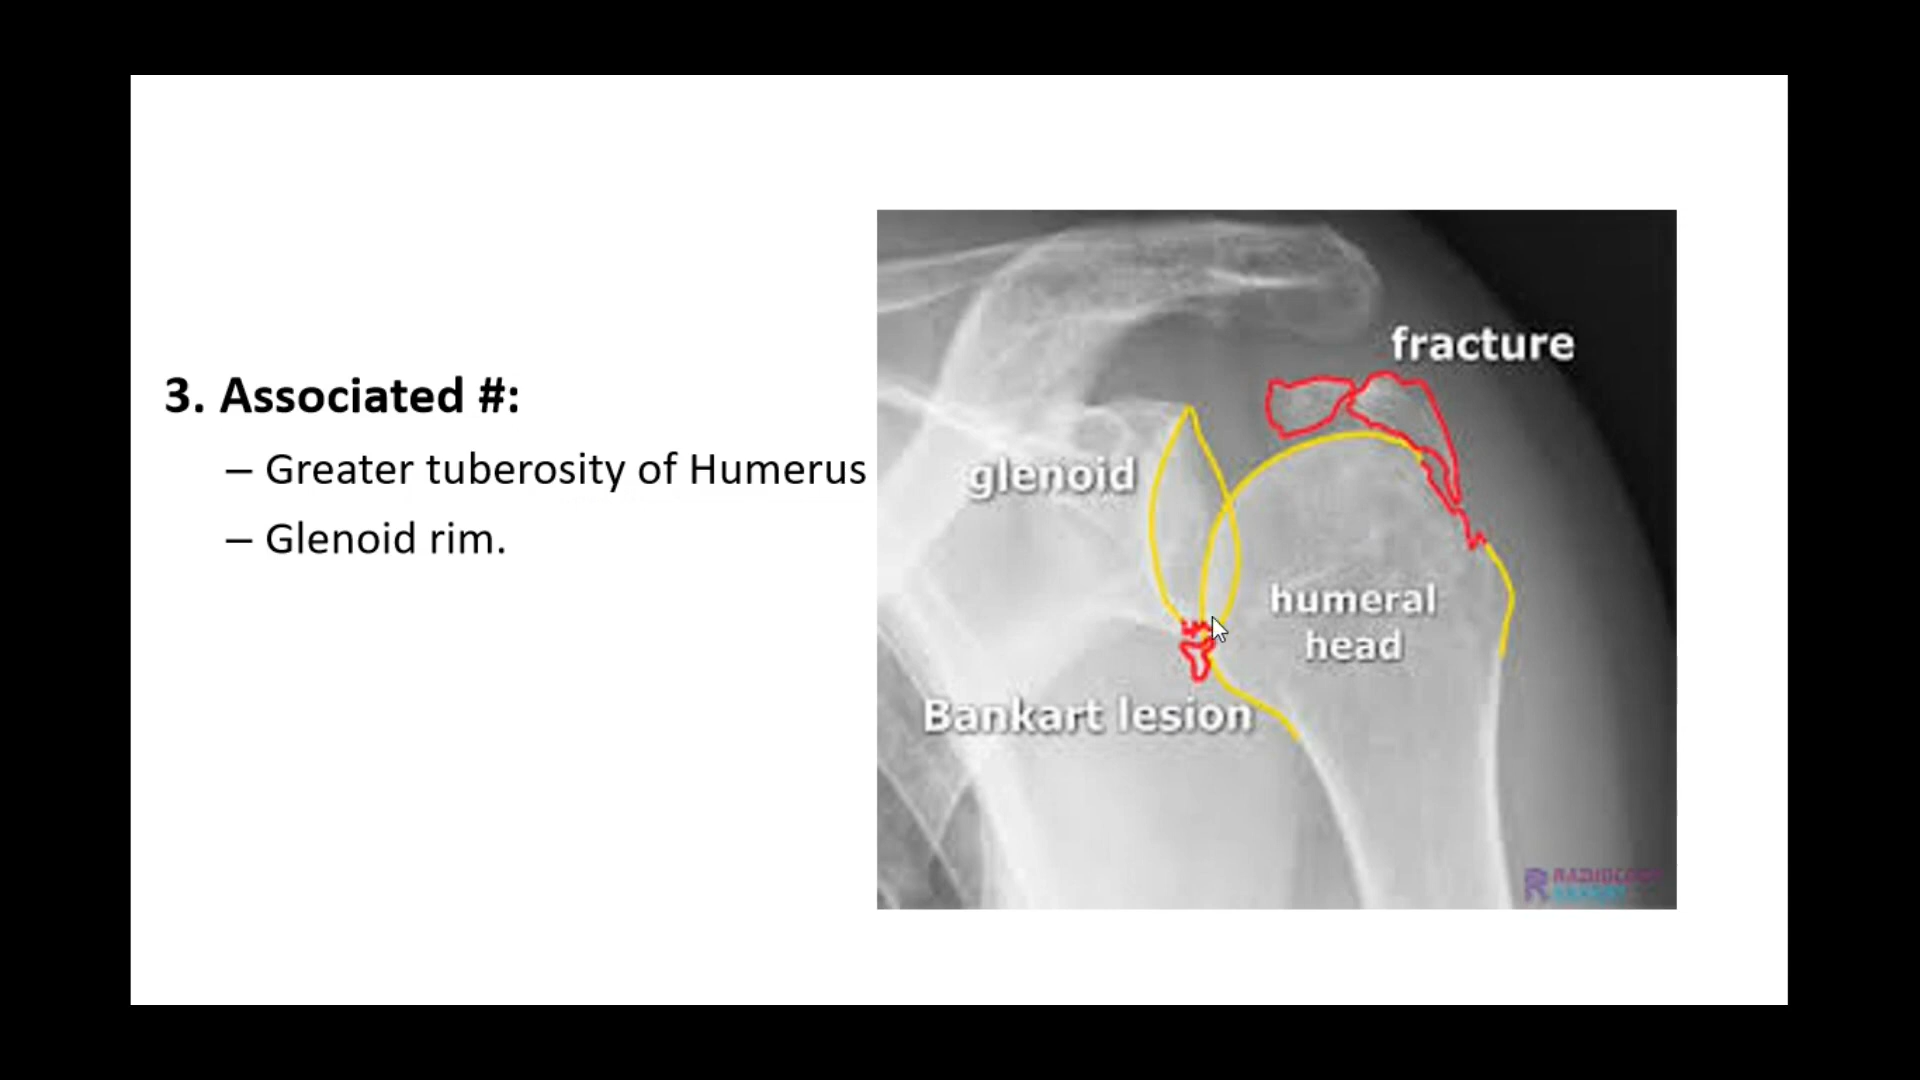 3. Associated #:
– Greater tuberosity of Humerus
– Glenoid rim.
fracture
glenoid
humeral
head
Bankart lesion